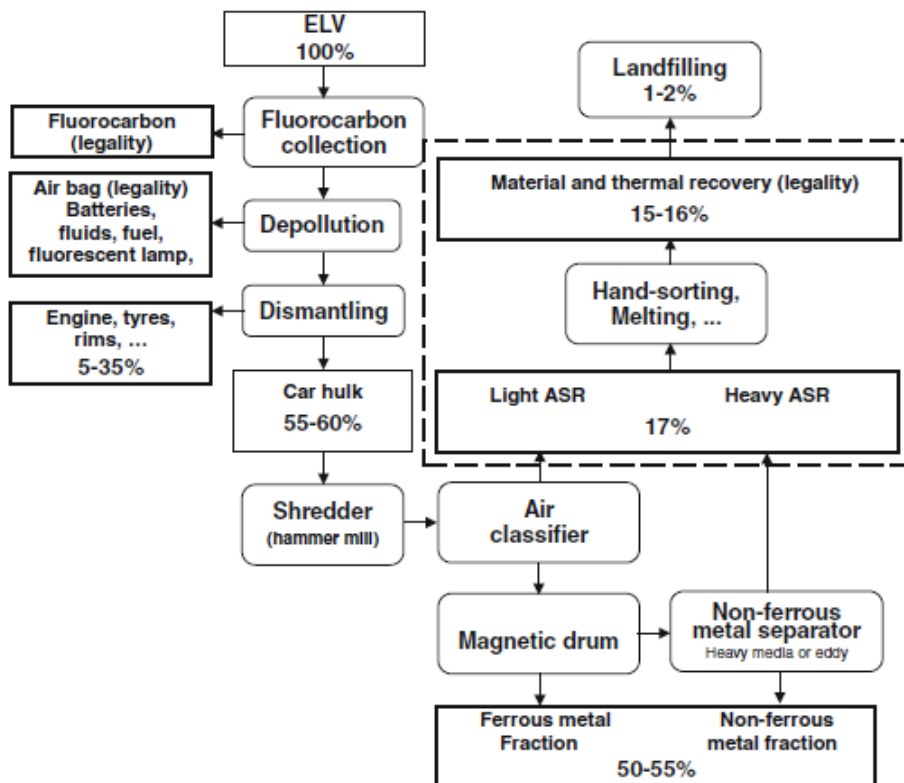 ELV
100%
Landfilling
1-2%
Fluorocarbon
(legality)
Fluorocarbon
collection
Material and thermal recovery (legality)
15-16%
Air bag (legality)
Batteries,
fluids, fuel,
fluorescent lamp,
Depollution
Hand-sorting,
Melting, ...
Engine, tyres,
rims, ...
5-35%
Dismantling
Car hulk
55-60%
Light ASR
Heavy ASR
17%
Shredder
(hammer mill)
Air
classifier
Magnetic drum
Non-ferrous
metal separator
Heavy media or eddy
Ferrous metal
Fraction
Non-ferrous
metal fraction
50-55%